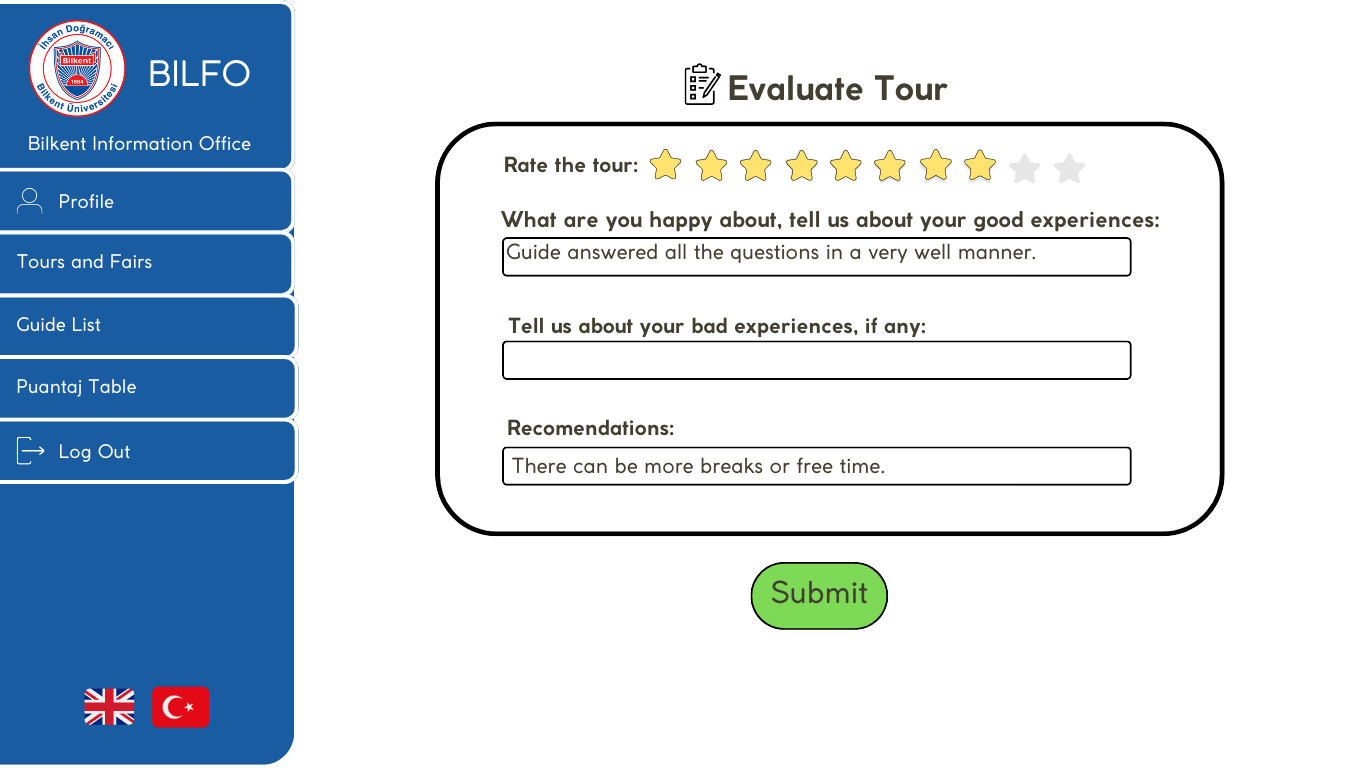 İhsan Doğramacı
Bilkent
1984
Bilkent Üniversitesi
BILFO
Bilkent Information Office
Profile
Tours and Fairs
Guide List
Puantaj Table
Log Out
Evaluate Tour
Rate the tour:
What are you happy about, tell us about your good experiences:
Guide answered all the questions in a very well manner.
Tell us about your bad experiences, if any:
Recomendations:
There can be more breaks or free time.
Submit